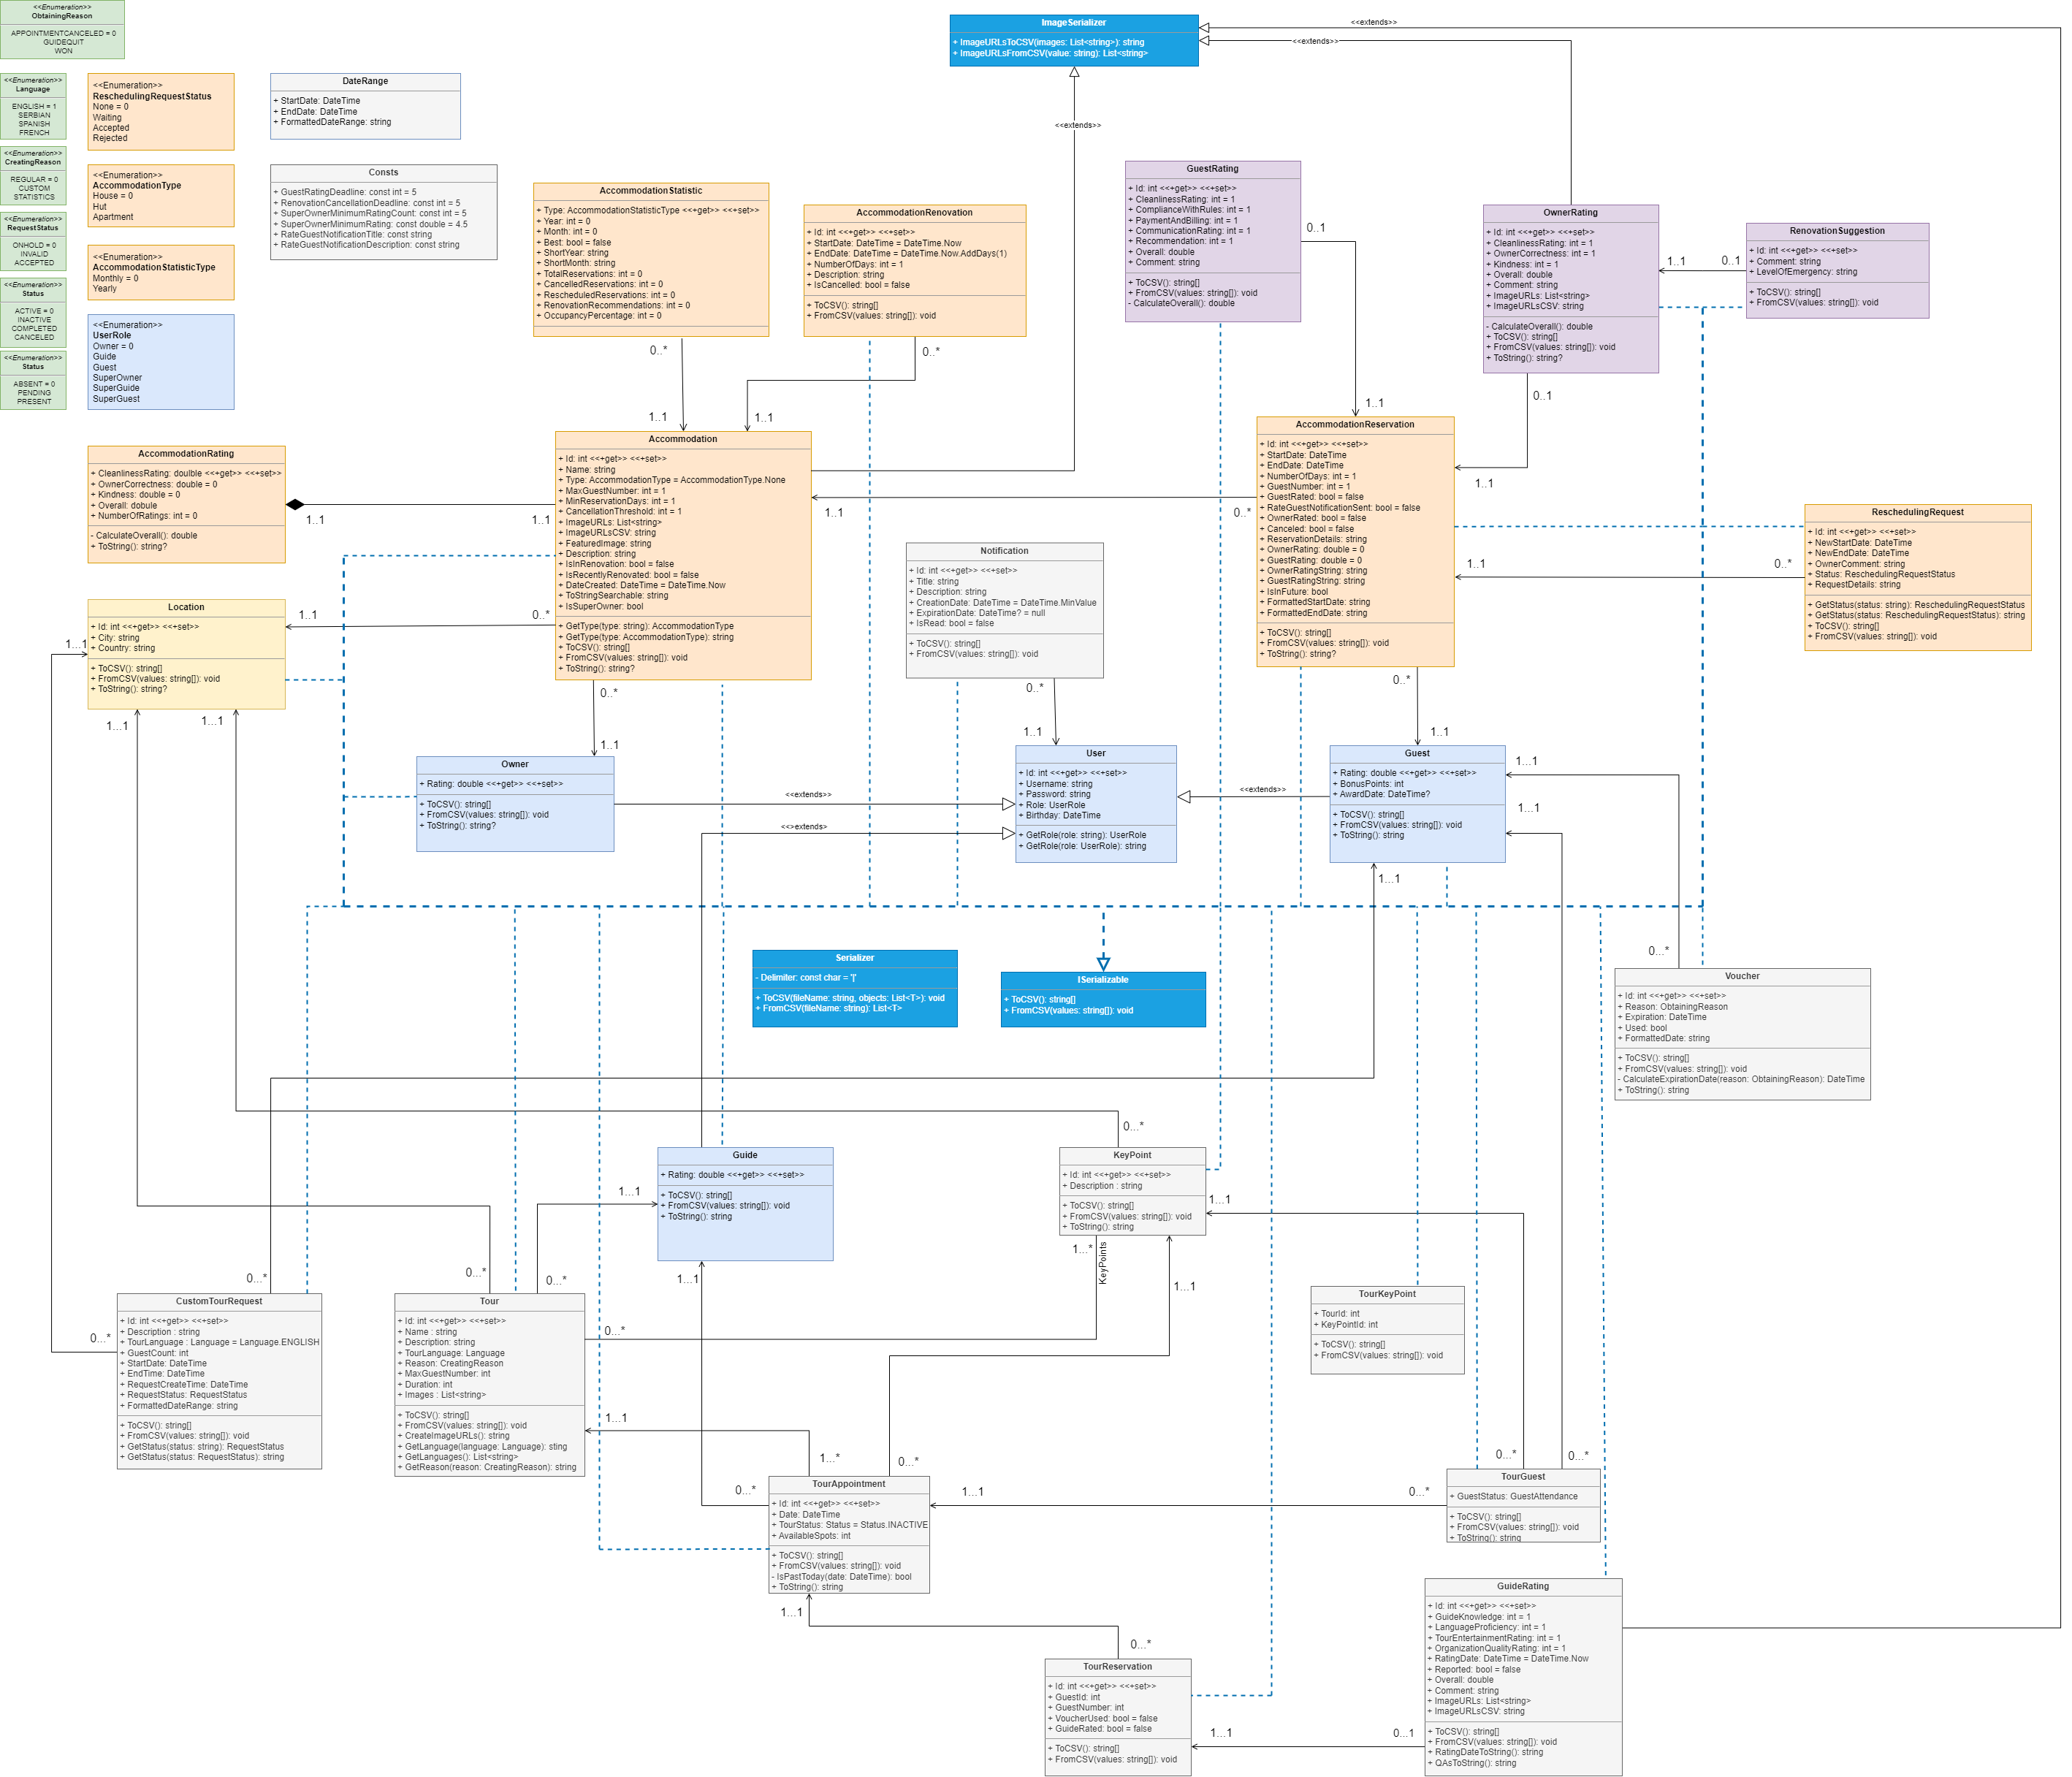 <<Enumeration>>
ObtainingReason
APPOINTMENTCANCELED = 0
GUIDEQUIT
WON
<<Enumeration>>
Language
ENGLISH = 1
SERBIAN
SPANISH
FRENCH
<<Enumeration>>
CreatingReason
REGULAR = 0
CUSTOM
STATISTICS
<<Enumeration>>
RequestStatus
ONHOLD = 0
INVALID
ACCEPTED
<<Enumeration>>
Status
ACTIVE = 0
INACTIVE
COMPLETED
CANCELED
<<Enumeration>>
Status
ABSENT = 0
PENDING
PRESENT
<<Enumeration>>
ReschedulingRequestStatus
None = 0
Waiting
Accepted
Rejected
<<Enumeration>>
AccommodationType
House = 0
Hut
Apartment
<<Enumeration>>
AccommodationStatisticType
Monthly = 0
Yearly
<<Enumeration>>
UserRole
Owner = 0
Guide
Guest
SuperOwner
SuperGuide
SuperGuest
DateRange
+ StartDate: DateTime
+ EndDate: DateTime
+ FormattedDateRange: string
Consts
+ GuestRatingDeadline: const int = 5
+ RenovationCancellationDeadline: const int = 5
+ SuperOwnerMinimumRatingCount: const int = 5
+ SuperOwnerMinimumRating: const double = 4.5
+ RateGuestNotificationTitle: const string
+ RateGuestNotificationDescription: const string
ImageSerializer
+ ImageURLsToCSV(images: List<string>): string
+ ImageURLsFromCSV(value: string): List<string>
<<extends>>
<<extends>>
<<extends>>
AccommodationStatistic
+ Type: AccommodationStatisticType <<+get>> <<+set>>
+ Year: int = 0
+ Month: int = 0
+ Best: bool = false
+ ShortYear: string
+ ShortMonth: string
+ TotalReservations: int = 0
+ CancelledReservations: int = 0
+ RescheduledReservations: int = 0
+ RenovationRecommendations: int = 0
+ OccupancyPercentage: int = 0
0..*
1..1
AccommodationRenovation
+ Id: int <<+get>> <<+set>>
+ StartDate: DateTime = DateTime.Now
+ EndDate: DateTime = DateTime.Now.AddDays(1)
+ NumberOfDays: int = 1
+ Description: string
+ IsCancelled: bool = false
+ ToCSV(): string[]
+ FromCSV(values: string[]): void
0..*
1..1
GuestRating
+ Id: int <<+get>> <<+set>>
+ CleanlinessRating: int = 1
+ ComplianceWithRules: int = 1
+ PaymentAndBilling: int = 1
+ CommunicationRating: int = 1
+ Recommendation: int = 1
+ Overall: double
+ Comment: string
+ ToCSV(): string[]
+ FromCSV(values: string[]): void
- CalculateOverall(): double
0..1
1..1
OwnerRating
+ Id: int <<+get>> <<+set>>
+ CleanlinessRating: int = 1
+ OwnerCorrectness: int = 1
+ Kindness: int = 1
+ Overall: double
+ Comment: string
+ ImageURLs: List<string>
+ ImageURLsCSV: string
- CalculateOverall(): double
+ ToCSV(): string[]
+ FromCSV(values: string[]): void
+ ToString(): string?
1..1
0..1
0..1
1..1
RenovationSuggestion
+ Id: int <<+get>> <<+set>>
+ Comment: string
+ LevelOfEmergency: string
+ ToCSV(): string[]
+ FromCSV(values: string[]): void
AccommodationRating
+ CleanlinessRating: double <<+get>> <<+set>>
+ OwnerCorrectness: double = 0
+ Kindness: double = 0
+ Overall: dobule
+ NumberOfRatings: int = 0
- CalculateOverall(): double
+ ToString(): string?
1..1
1..1
Accommodation
+ Id: int <<+get>> <<+set>>
+ Name: string
+ Type: AccommodationType = AccommodationType.None
+ MaxGuestNumber: int = 1
+ MinReservationDays: int = 1
+ CancellationThreshold: int = 1
+ ImageURLs: List<string>
+ ImageURLsCSV: string
+ FeaturedImage: string
+ Description: string
+ IsInRenovation: bool = false
+ IsRecentlyRenovated: bool = false
+ DateCreated: DateTime = DateTime.Now
+ ToStringSearchable: string
+ IsSuperOwner: bool
+ GetType(type: string): AccommodationType
+ GetType(type: AccommodationType): string
+ ToCSV(): string[]
+ FromCSV(values: string[]): void
+ ToString(): string?
1..1
0..*
AccommodationReservation
+ Id: int <<+get>> <<+set>>
+ StartDate: DateTime
+ EndDate: DateTime
+ NumberOfDays: int = 1
+ GuestNumber: int = 1
+ GuestRated: bool = false
+ RateGuestNotificationSent: bool = false
+ OwnerRated: bool = false
+ Canceled: bool = false
+ ReservationDetails: string
+ OwnerRating: double = 0
+ GuestRating: double = 0
+ OwnerRatingString: string
+ GuestRatingString: string
+ IsInFuture: bool
+ FormattedStartDate: string
+ FormattedEndDate: string
+ ToCSV(): string[]
+ FromCSV(values: string[]): void
+ ToString(): string?
1..1
0..*
ReschedulingRequest
+ Id: int <<+get>> <<+set>>
+ NewStartDate: DateTime
+ NewEndDate: DateTime
+ OwnerComment: string
+ Status: ReschedulingRequestStatus
+ RequestDetails: string
+ GetStatus(status: string): ReschedulingRequestStatus
+ GetStatus(status: ReschedulingRequestStatus): string
+ ToCSV(): string[]
+ FromCSV(values: string[]): void
Notification
+ Id: int <<+get>> <<+set>>
+ Title: string
+ Description: string
+ CreationDate: DateTime = DateTime.MinValue
+ ExpirationDate: DateTime? = null
+ IsRead: bool = false
+ ToCSV(): string[]
+ FromCSV(values: string[]): void
0..*
1..1
Location
+ Id: int <<+get>> <<+set>>
+ City: string
+ Country: string
+ ToCSV(): string[]
+ FromCSV(values: string[]): void
+ ToString(): string?
1..1
0..*
1...1
1...1
1...1
0..*
1..1
0..*
1..1
Owner
+ Rating: double <<+get>> <<+set>>
+ ToCSV(): string[]
+ FromCSV(values: string[]): void
+ ToString(): string?
<<extends>>
<<>extends>
User
+ Id: int <<+get>> <<+set>>
+ Username: string
+ Password: string
+ Role: UserRole
+ Birthday: DateTime
+ GetRole(role: string): UserRole
+ GetRole(role: UserRole): string
<<extends>>
Guest
+ Rating: double <<+get>> <<+set>>
+ BonusPoints: int
+ AwardDate: DateTime?
+ ToCSV(): string[]
+ FromCSV(values: string[]): void
+ ToString(): string
1...1
1...1
1...1
0...*
Serializer
- Delimiter: const char = '|'
+ ToCSV(fileName: string, objects: List<T>): void
+ FromCSV(fileName: string): List<T>
ISerializable
+ ToCSV(): string[]
+ FromCSV(values: string[]): void
Voucher
+ Id: int <<+get>> <<+set>>
+ Reason: ObtainingReason
+ Expiration: DateTime
+ Used: bool
+ FormattedDate: string
+ ToCSV(): string[]
+ FromCSV(values: string[]): void
- CalculateExpirationDate(reason: ObtainingReason): DateTime
+ ToString(): string
Guide
+ Rating: double <<+get>> <<+set>>
+ ToCSV(): string[]
+ FromCSV(values: string[]): void
+ ToString(): string
1...1
1...1
0...*
KeyPoint
+ Id: int <<+get>> <<+set>>
+ Description : string
+ ToCSV(): string[]
+ FromCSV(values: string[]): void
+ ToString(): string
1...1
1...*
KeyPoints
1...1
0...*
0...*
0...*
CustomTourRequest
+ Id: int <<+get>> <<+set>>
+ Description : string
+ TourLanguage : Language = Language.ENGLISH
+ GuestCount: int
+ StartDate: DateTime
+ EndTime: DateTime
+ RequestCreateTime: DateTime
+ RequestStatus: RequestStatus
+ FormattedDateRange: string
+ ToCSV(): string[]
+ FromCSV(values: string[]): void
+ GetStatus(status: string): RequestStatus
+ GetStatus(status: RequestStatus): string
0...*
Tour
+ Id: int <<+get>> <<+set>>
+ Name : string
+ Description: string
+ TourLanguage: Language
+ Reason: CreatingReason
+ MaxGuestNumber: int
+ Duration: int
+ Images : List<string>
+ ToCSV(): string[]
+ FromCSV(values: string[]): void
+ CreateImageURLs(): string
+ GetLanguage(language: Language): sting
+ GetLanguages(): List<string>
+ GetReason(reason: CreatingReason): string
0...*
1...1
TourKeyPoint
+ TourId: int
+ KeyPointId: int
+ ToCSV(): string[]
+ FromCSV(values: string[]): void
1...*
0...*
0...*
TourAppointment
+ Id: int <<+get>> <<+set>>
+ Date: DateTime
+ TourStatus: Status = Status.INACTIVE
+ AvailableSpots: int
+ ToCSV(): string[]
+ FromCSV(values: string[]): void
- IsPastToday(date: DateTime): bool
+ ToString(): string
1...1
0...*
0...*
0...*
TourGuest
+ GuestStatus: GuestAttendance
+ ToCSV(): string[]
+ FromCSV(values: string[]): void
+ ToString(): string
1...1
0...*
TourReservation
+ Id: int <<+get>> <<+set>>
+ GuestId: int
+ GuestNumber: int
+ VoucherUsed: bool = false
+ GuideRated: bool = false
+ ToCSV(): string[]
+ FromCSV(values: string[]): void
1...1
0...1
GuideRating
+ Id: int <<+get>> <<+set>>
+ GuideKnowledge: int = 1
+ LanguageProficiency: int = 1
+ TourEntertainmentRating: int = 1
+ OrganizationQualityRating: int = 1
+ RatingDate: DateTime = DateTime.Now
+ Reported: bool = false
+ Overall: double
+ Comment: string
+ ImageURLs: List<string>
+ ImageURLsCSV: string
+ ToCSV(): string[]
+ FromCSV(values: string[]): void
+ RatingDateToString(): string
+ QAsToString(): string